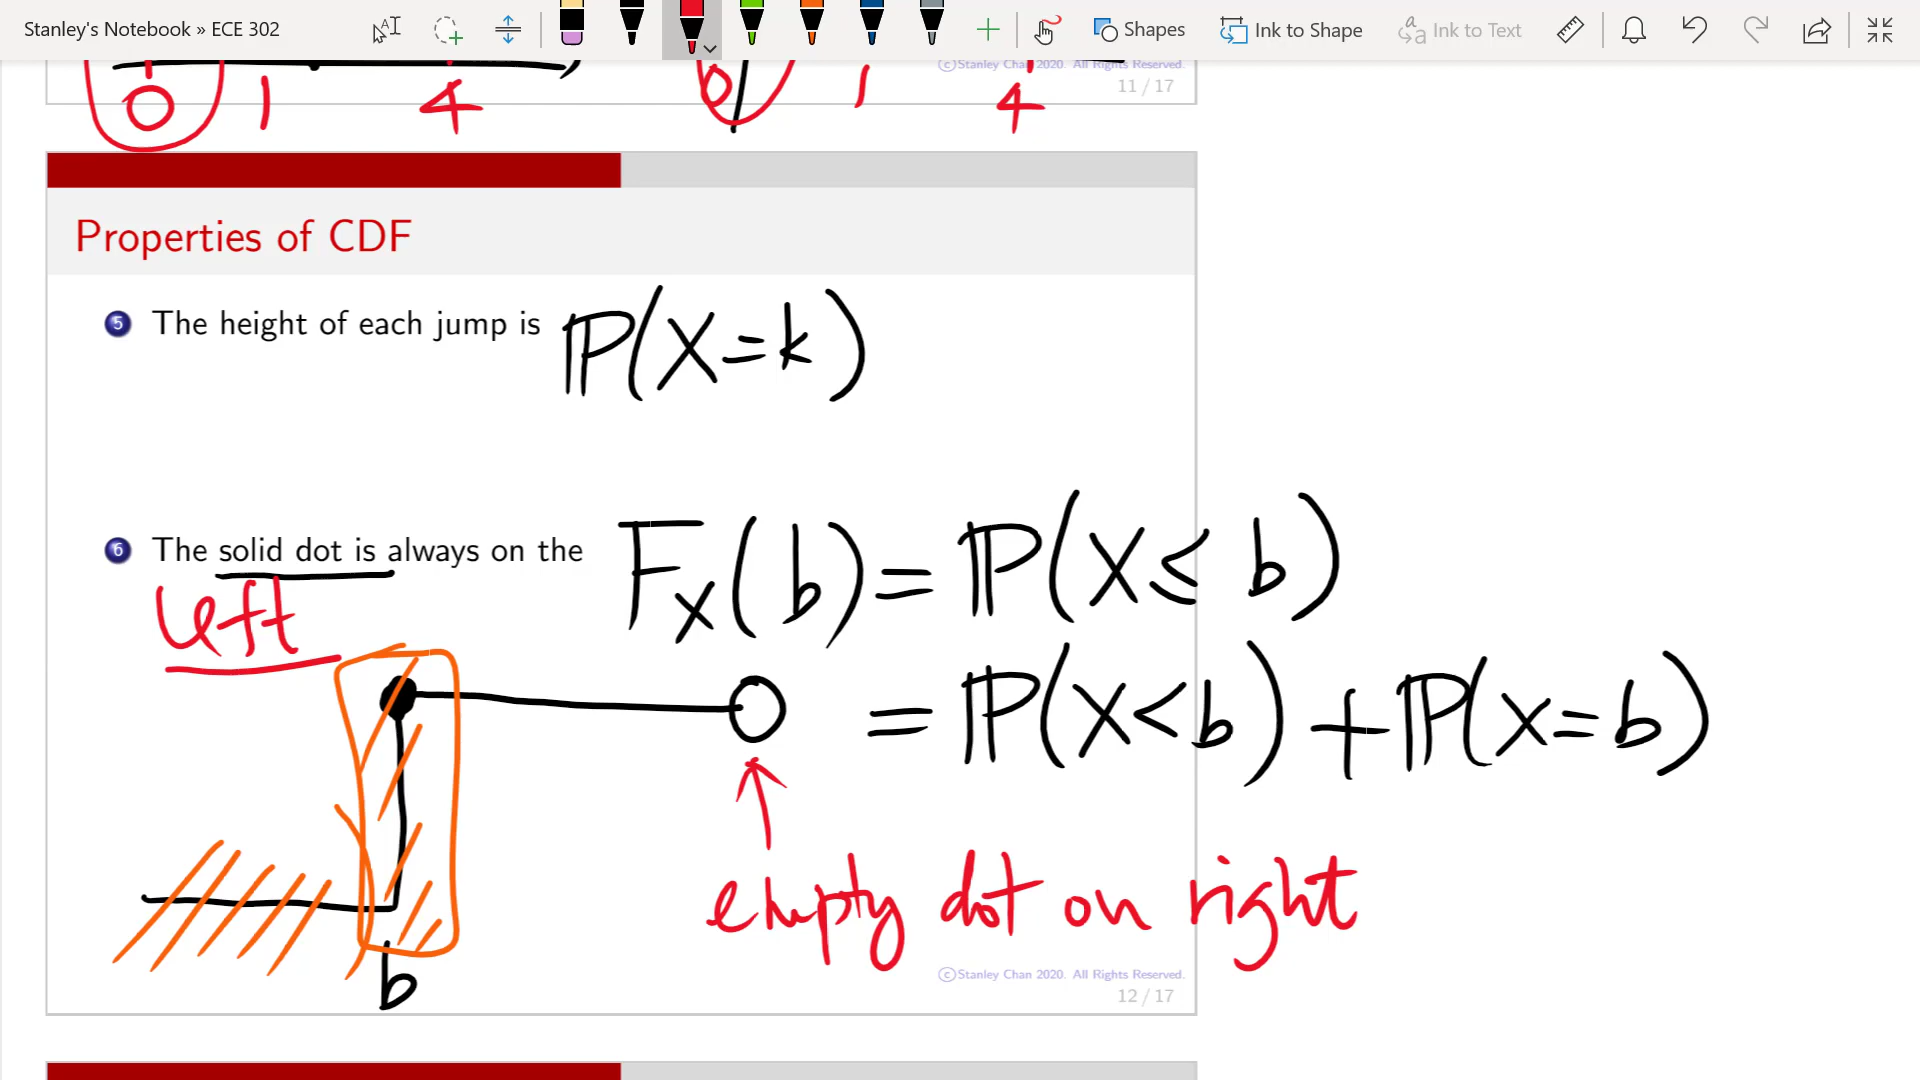 Stanley's Notebook » ECE 302
Shapes
Ink to Shape
Ink to Text
©Stanley Chan 2020. All Rights Reserved.
11 / 17
0 1 4 0 1 4
Properties of CDF
5 The height of each jump is ℙ(X=k)
6 The solid dot is always on the
left
F_X(b) = ℙ(X≤b)
= ℙ(X<b) + ℙ(X=b)
empty dot on right
b
©Stanley Chan 2020. All Rights Reserved.
12 / 17